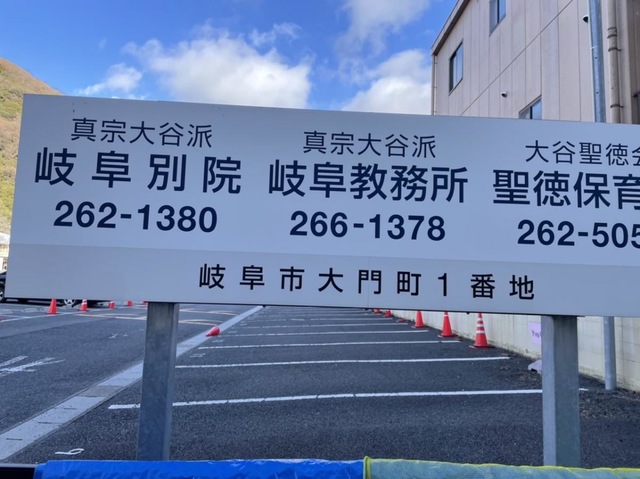 真宗大谷派
岐阜別院
262-1380
真宗大谷派
岐阜教務所
266-1378
大谷聖徳会
聖徳保育
262-505
岐阜市大門町1番地